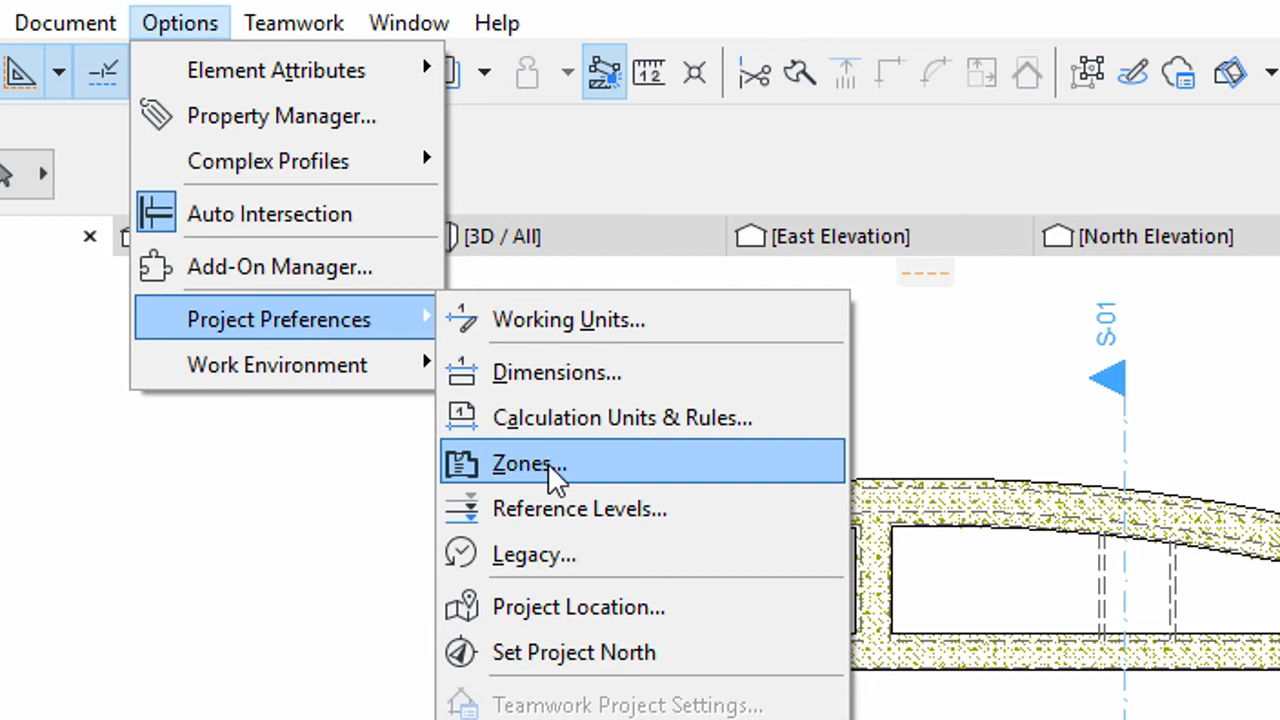 Document Options Teamwork Window Help
Element Attributes
Property Manager...
Complex Profiles
Auto Intersection
Add-On Manager...
Project Preferences
Work Environment
12
[3D / All]
[East Elevation]
[North Elevation]
Working Units...
Dimensions...
Calculation Units & Rules...
Zones...
Reference Levels...
Legacy...
Project Location...
Set Project North
Teamwork Project Settings...
S-01